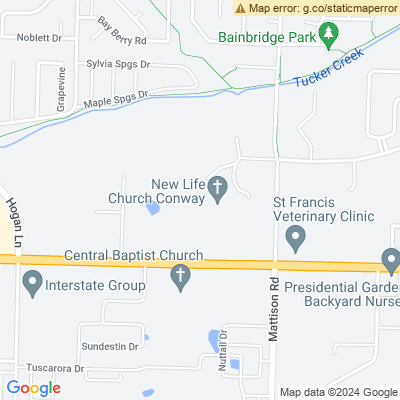 Map error: g.co/staticmaperror
Noblett Dr
Bay Berry Rd
Bainbridge Park
Sylvia Spgs Dr
Grapevine
Tucker Creek
Maple Spgs Dr
New Life
Church Conway
St Francis
Veterinary Clinic
Hogan Ln
Central Baptist Church
Interstate Group
Mattison Rd
Presidential Garde
Backyard Nurse
Sundestin Dr
Nuttall Dr
Tuscarora Dr
Google
Map data ©2024 Google